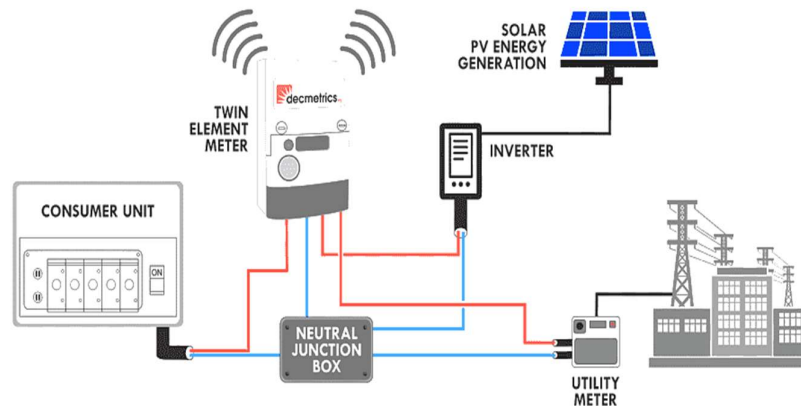 SOLAR
PV ENERGY
GENERATION
decmetrics
TWIN
ELEMENT
METER
INVERTER
CONSUMER UNIT
ON
NEUTRAL
JUNCTION
BOX
UTILITY
METER